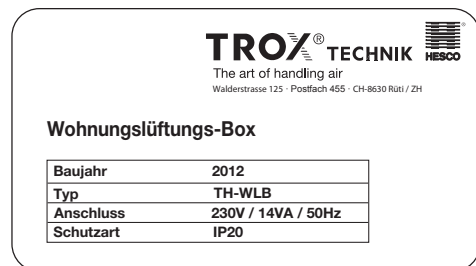 TROX® TECHNIK HESCO®
The art of handling air
Walderstrasse 125 · Postfach 455 · CH-8630 Rüti / ZH
Wohnungslüftungs-Box
Baujahr 2012
Typ TH-WLB
Anschluss 230V / 14VA / 50Hz
Schutzart IP20